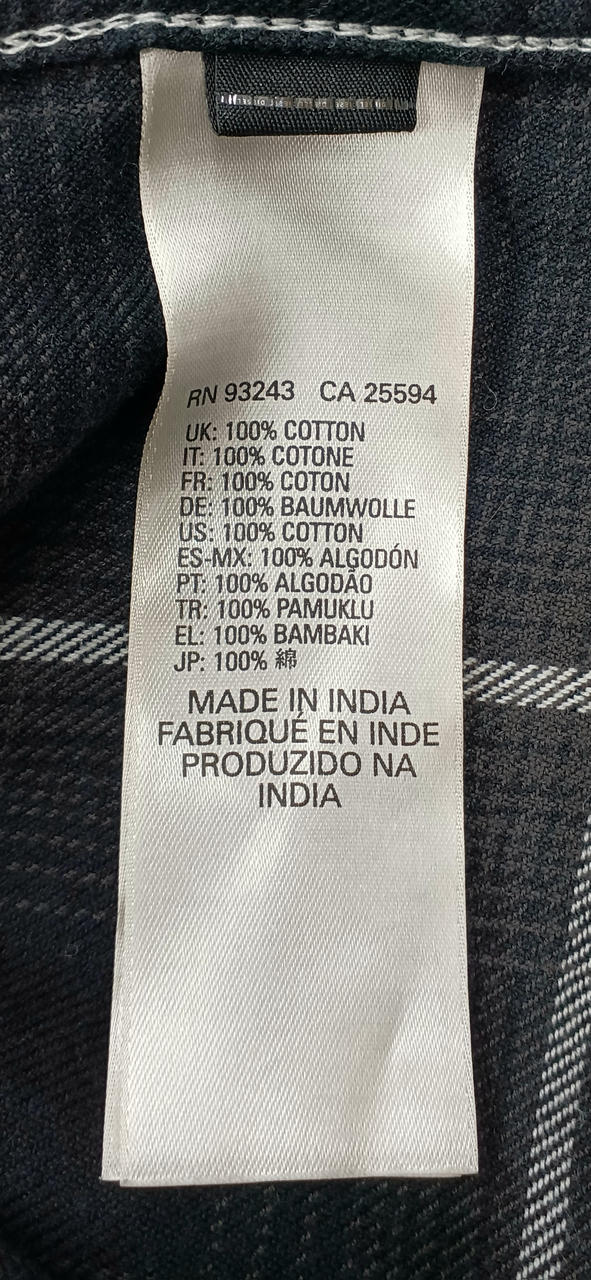 RN 93243 CA 25594
UK: 100% COTTON
IT: 100% COTONE
FR: 100% COTON
DE: 100% BAUMWOLLE
US: 100% COTTON
ES-MX: 100% ALGODÓN
PT: 100% ALGODÃO
TR: 100% PAMUKLU
EL: 100% BAMBAKI
JP: 100% 綿
MADE IN INDIA
FABRIQUÉ EN INDE
PRODUZIDO NA
INDIA